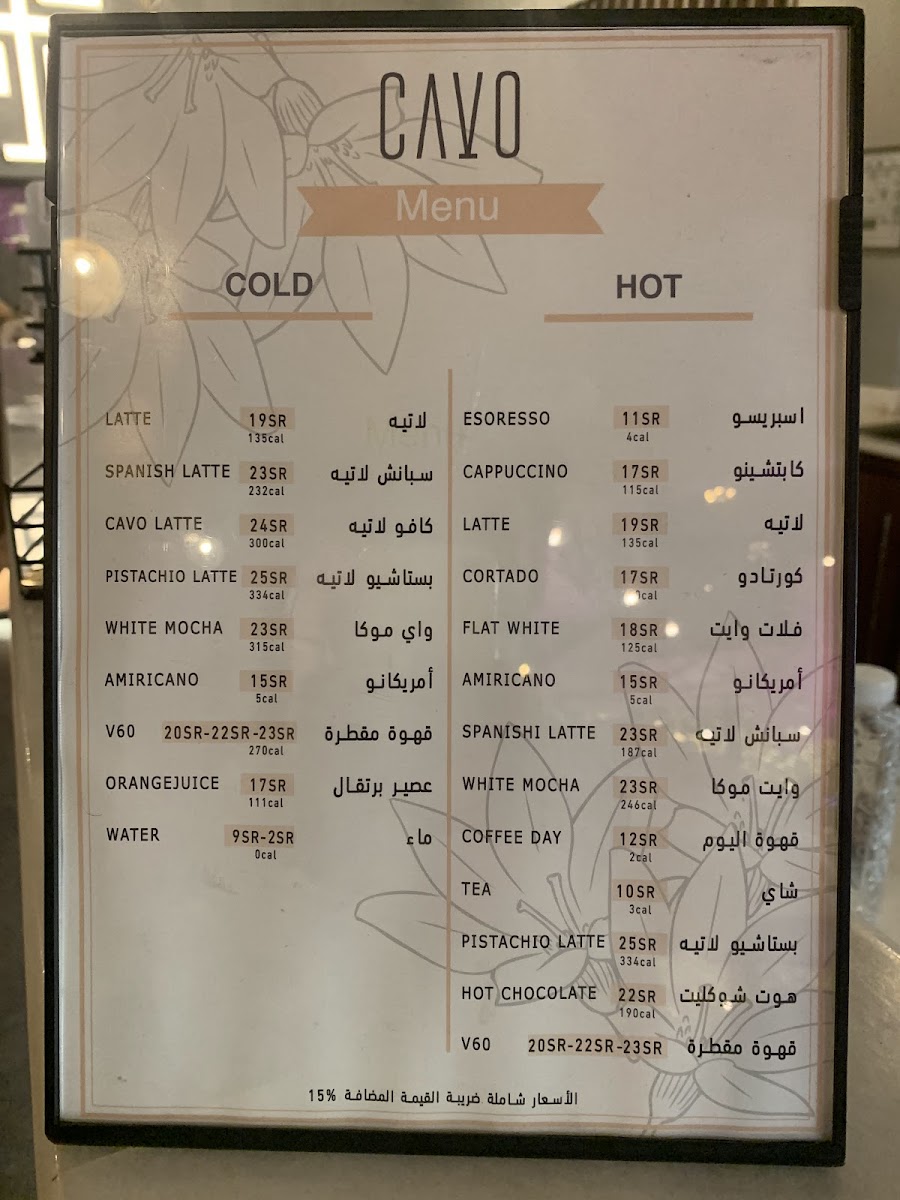 CAVO
Menu
COLD
LATTE 19SR لاتيه
135cal
SPANISH LATTE 23SR سبانش لاتيه
232cal
CAVO LATTE 24SR كافو لاتيه
300cal
PISTACHIO LATTE 25SR بستاشيو لاتيه
334cal
WHITE MOCHA 23SR واي موكا
315cal
AMIRICANO 15SR أمريكانو
5cal
V60 20SR-22SR-23SR قهوة مقطرة
270cal
ORANGEJUICE 17SR عصير برتقال
111cal
WATER 9SR-2SR ماء
0cal
HOT
ESORESSO 11SR اسبريسو
4cal
CAPPUCCINO 17SR كابتشينو
115cal
LATTE 19SR لاتيه
135cal
CORTADO 17SR كورتادو
FLAT WHITE 18SR فلات وايت
125cal
AMIRICANO 15SR أمريكانو
5cal
SPANISHI LATTE 23SR سبانش لاتيه
187cal
WHITE MOCHA 23SR وايت موكا
246cal
COFFEE DAY 12SR قهوة اليوم
2cal
TEA 10SR شاي
3cal
PISTACHIO LATTE 25SR بستاشيو لاتيه
334cal
HOT CHOCOLATE 22SR هوت شوكليت
190cal
V60 20SR-22SR-23SR قهوة مقطرة
الأسعار شاملة ضريبة القيمة المضافة 15%